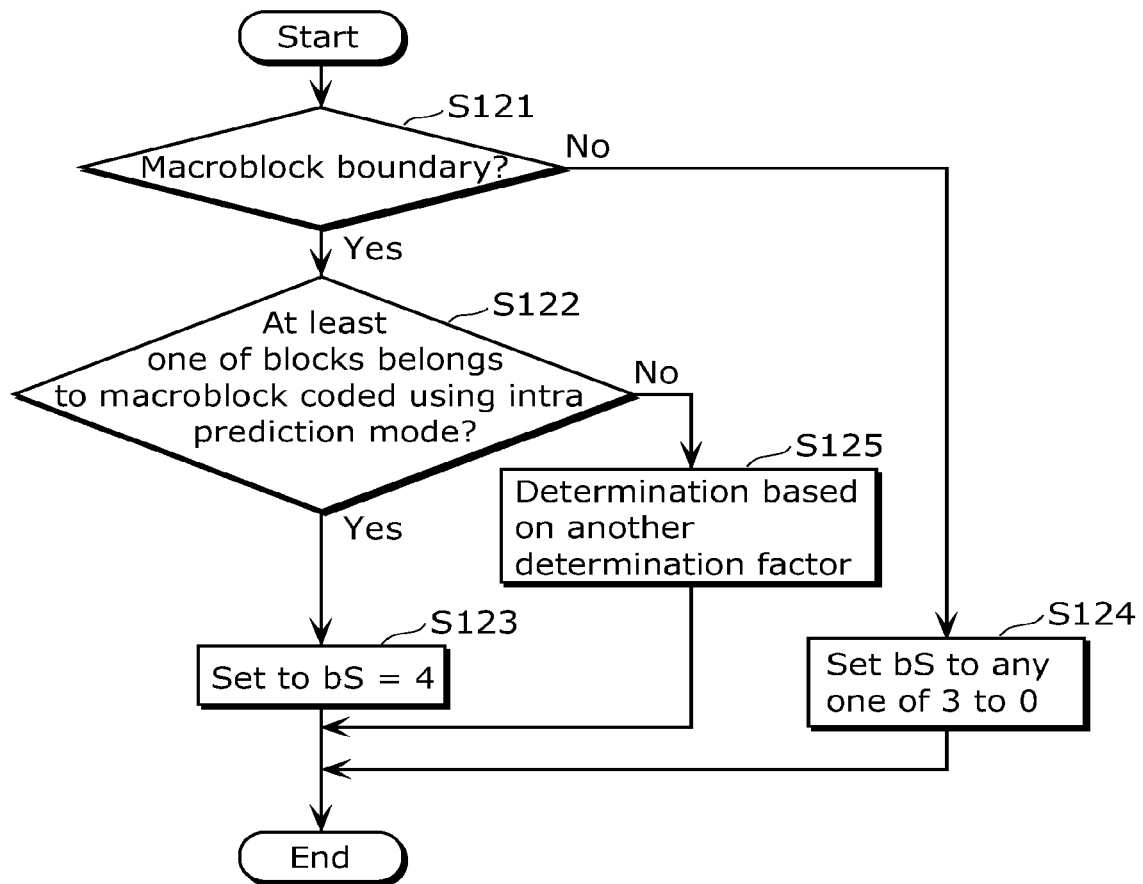 Start
S121
Macroblock boundary?
No
Yes
S122
At least
one of blocks belongs
to macroblock coded using intra
prediction mode?
No
Yes
S125
Determination based
on another
determination factor
S123
Set to bS = 4
S124
Set bS to any
one of 3 to 0
End